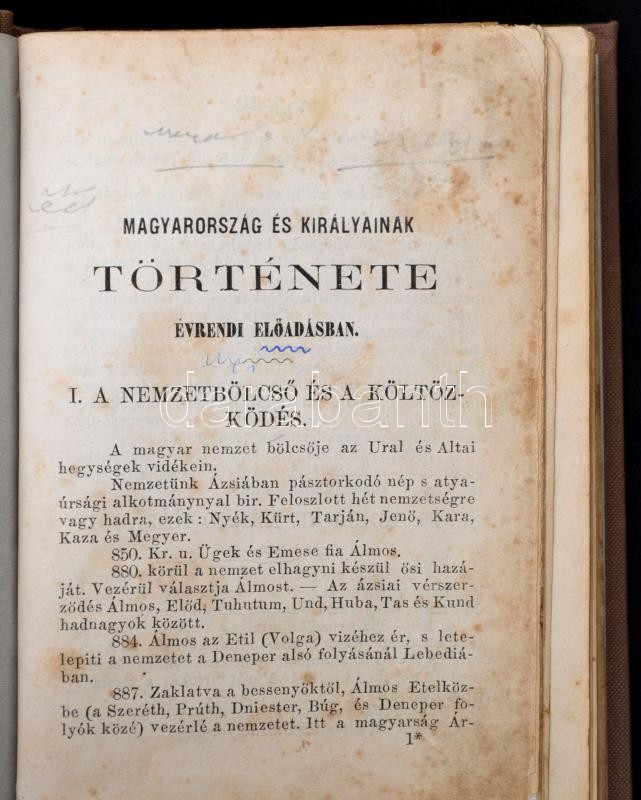 MAGYARORSZÁG ÉS KIRÁLYAINAK
TÖRTÉNETE
ÉVRENDI ELŐADÁSBAN.
I. A NEMZETBÖLCSŐ ÉS A KÖLTÖZ-
KÖDÉS.
darabanth
A magyar nemzet bölcsője az Ural és Altai
hegységek vidékein.
Nemzetünk Ázsiában pásztorkodó nép s atya-
úrsági alkotmánynyal bir. Feloszlott hét nemzetségre
vagy hadra, ezek: Nyék, Kürt, Tarján, Jenő, Kara,
Kaza és Megyer.
850. Kr. u. Ügek és Emese fia Álmos.
880. körül a nemzet elhagyni készül ősi hazá-
ját. Vezérül választja Álmost. — Az ázsiai vérszer-
ződés Álmos, Előd, Tuhutum, Und, Huba, Tas és Kund
hadnagyok között.
884. Álmos az Etil (Volga) vizéhez ér, s lete-
lepiti a nemzetet a Deneper alsó folyásánál Lebediá-
ban.
887. Zaklatva a bessenyőktől, Álmos Etelköz-
be (a Szeréth, Prúth, Dniester, Búg, és Deneper fo-
lyók közé) vezérlé a nemzetet. Itt a magyarság Ár-
1*